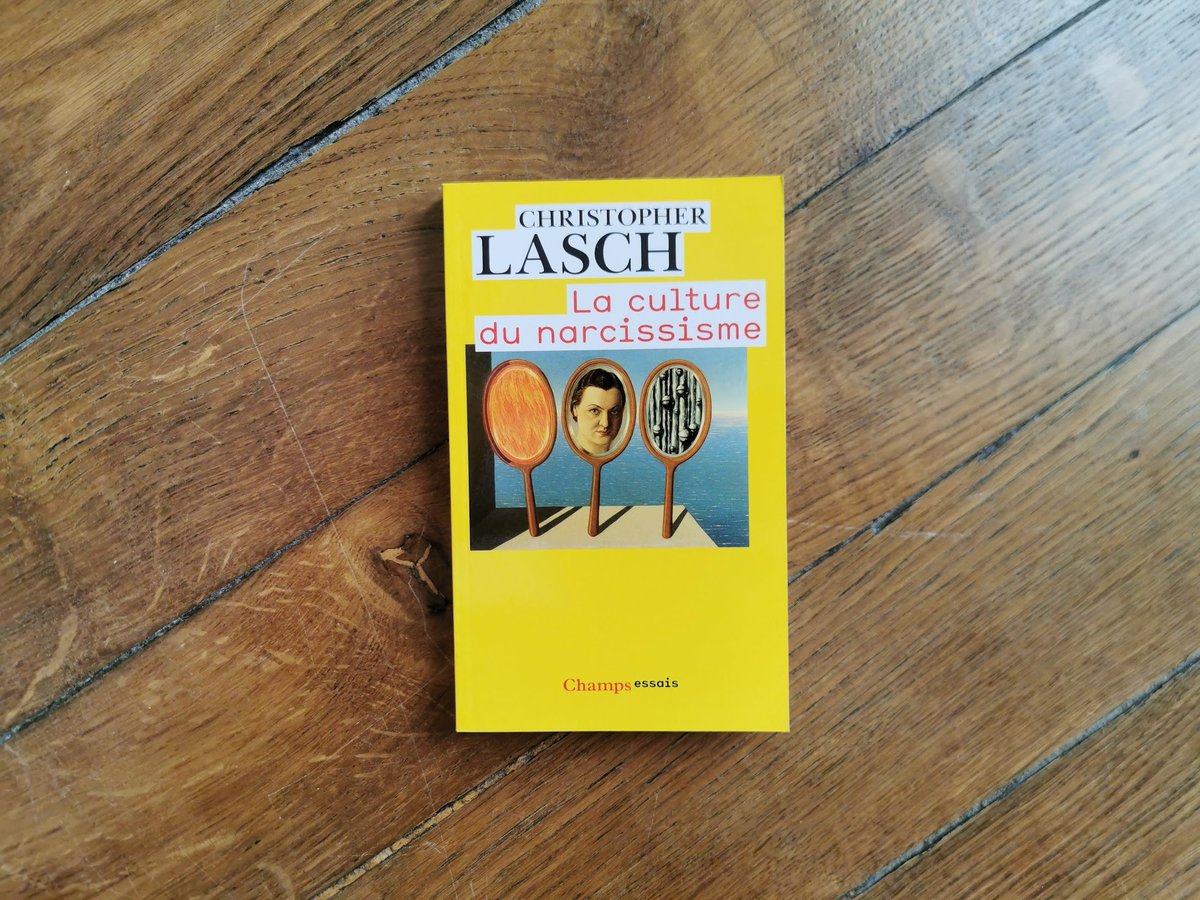 CHRISTOPHER
LASCH
La culture
du narcissisme
Champs essais